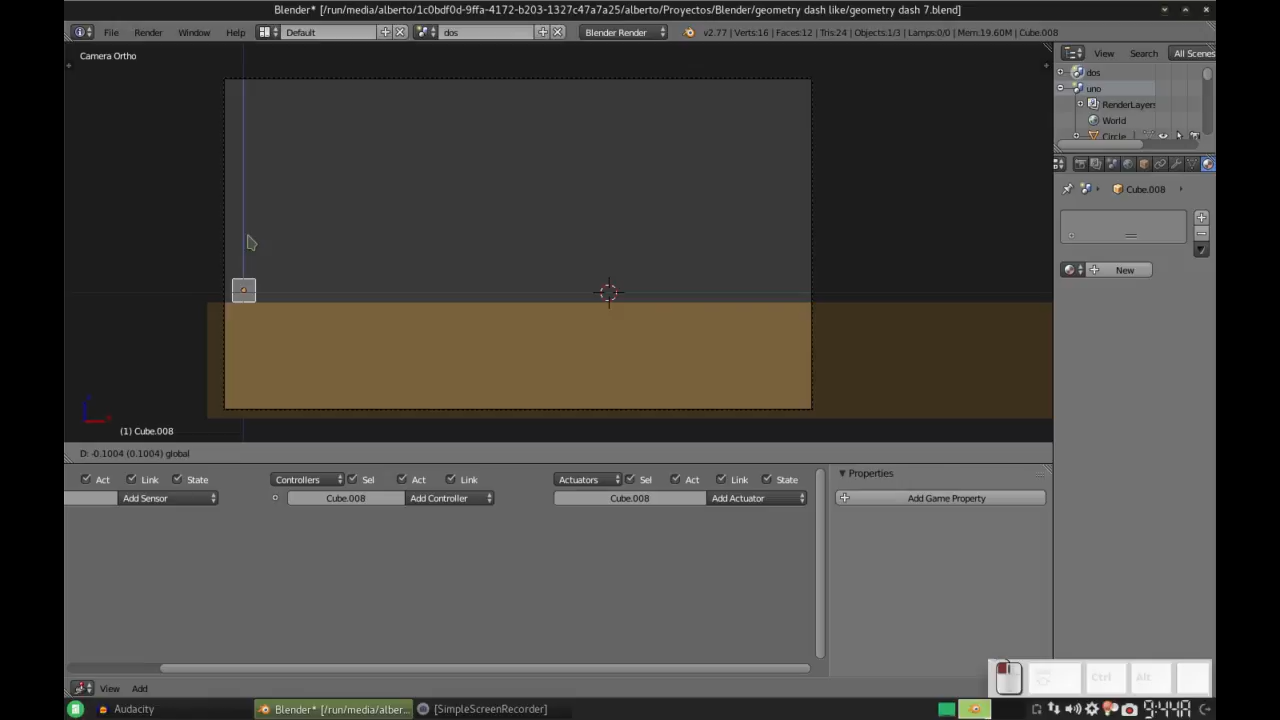 Blender* [/run/media/alberto/1c0bdf0d-9ffa-4172-b203-1327c47a7a25/alberto/Proyectos/Blender/geometry dash like/geometry dash 7.blend]
File Render Window Help Default dos Blender Render v2.77 | Verts:16 | Faces:12 | Tris:24 | Objects:1/3 | Lamps:0/0 | Mem:19.60M | Cube.008
Camera Ortho
View Search All Scenes
dos
uno
RenderLayers
World
Circle
Cube.008
New
(1) Cube.008
D: -0.1004 (0.1004) global
Act Link State Controllers Sel Act Link Actuators Sel Act Link State Properties
Add Sensor Cube.008 Add Controller Cube.008 Add Actuator Add Game Property
Ctrl Alt
View Add
Audacity Blender* [/run/media/alber... [SimpleScreenRecorder] 9:44:48